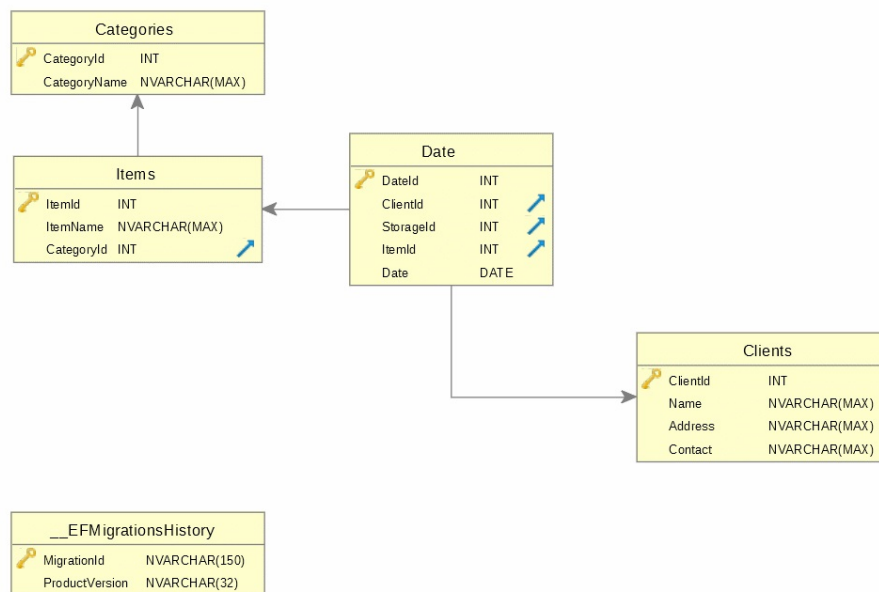 Categories
CategoryId INT
CategoryName NVARCHAR(MAX)
Items
ItemId INT
ItemName NVARCHAR(MAX)
CategoryId INT
Date
DateId INT
ClientId INT
StorageId INT
ItemId INT
Date DATE
Clients
ClientId INT
Name NVARCHAR(MAX)
Address NVARCHAR(MAX)
Contact NVARCHAR(MAX)
__EFMigrationsHistory
MigrationId NVARCHAR(150)
ProductVersion NVARCHAR(32)